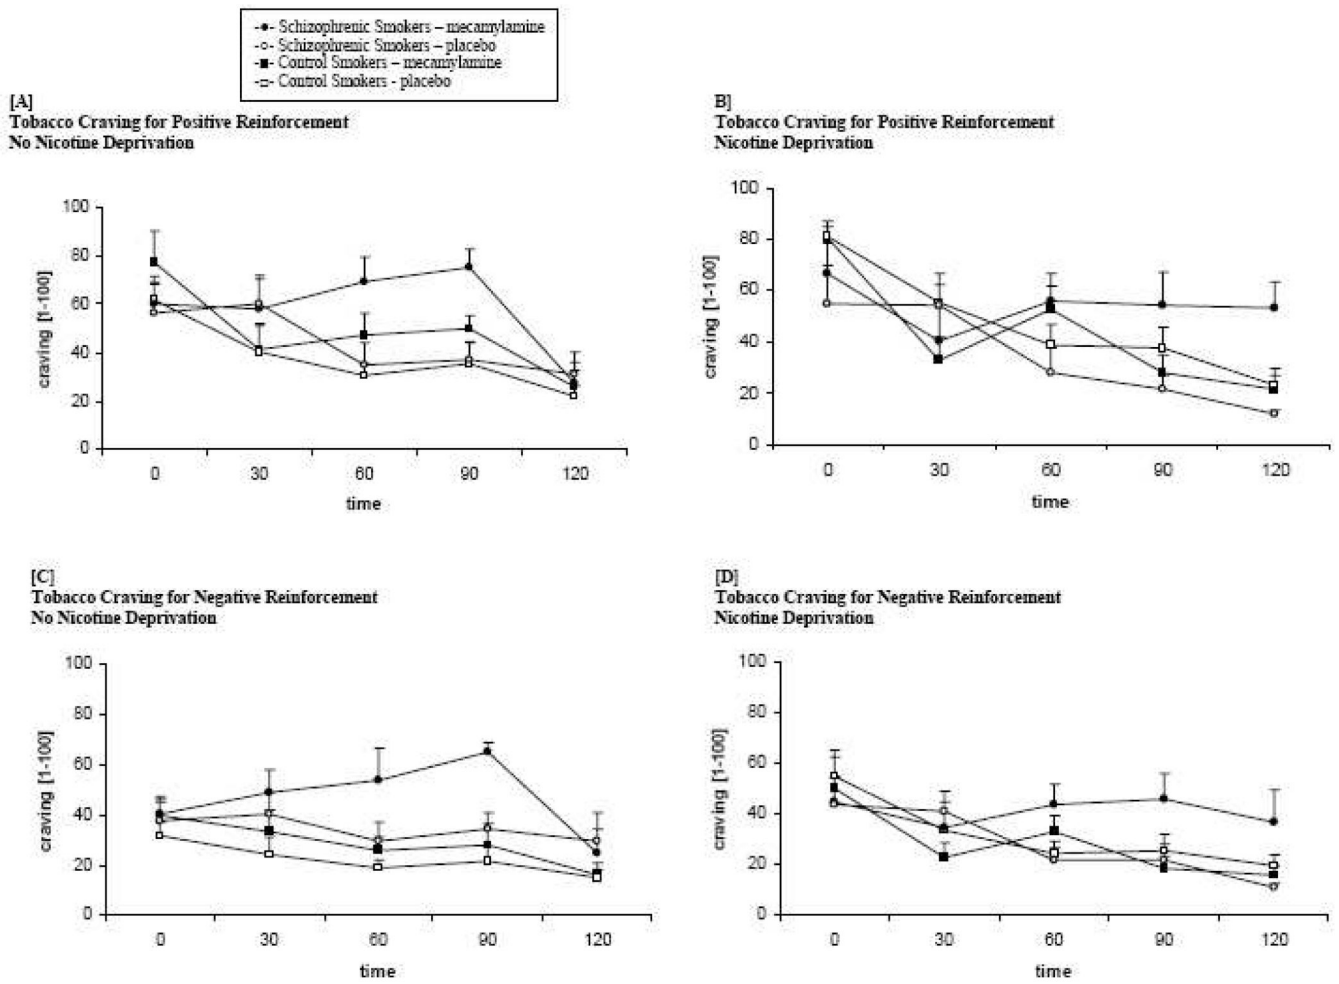 -●- Schizophrenic Smokers – mecamylamine
-○- Schizophrenic Smokers – placebo
-■- Control Smokers – mecamylamine
-□- Control Smokers - placebo
[A]
Tobacco Craving for Positive Reinforcement
No Nicotine Deprivation
100
80
60
40
20
0
craving [1-100]
0 30 60 90 120
time
B]
Tobacco Craving for Positive Reinforcement
Nicotine Deprivation
100
80
60
40
20
0
craving [1-100]
0 30 60 90 120
time
[C]
Tobacco Craving for Negative Reinforcement
No Nicotine Deprivation
100
80
60
40
20
0
craving [1-100]
0 30 60 90 120
time
[D]
Tobacco Craving for Negative Reinforcement
Nicotine Deprivation
100
80
60
40
20
0
craving [1-100]
0 30 60 90 120
time